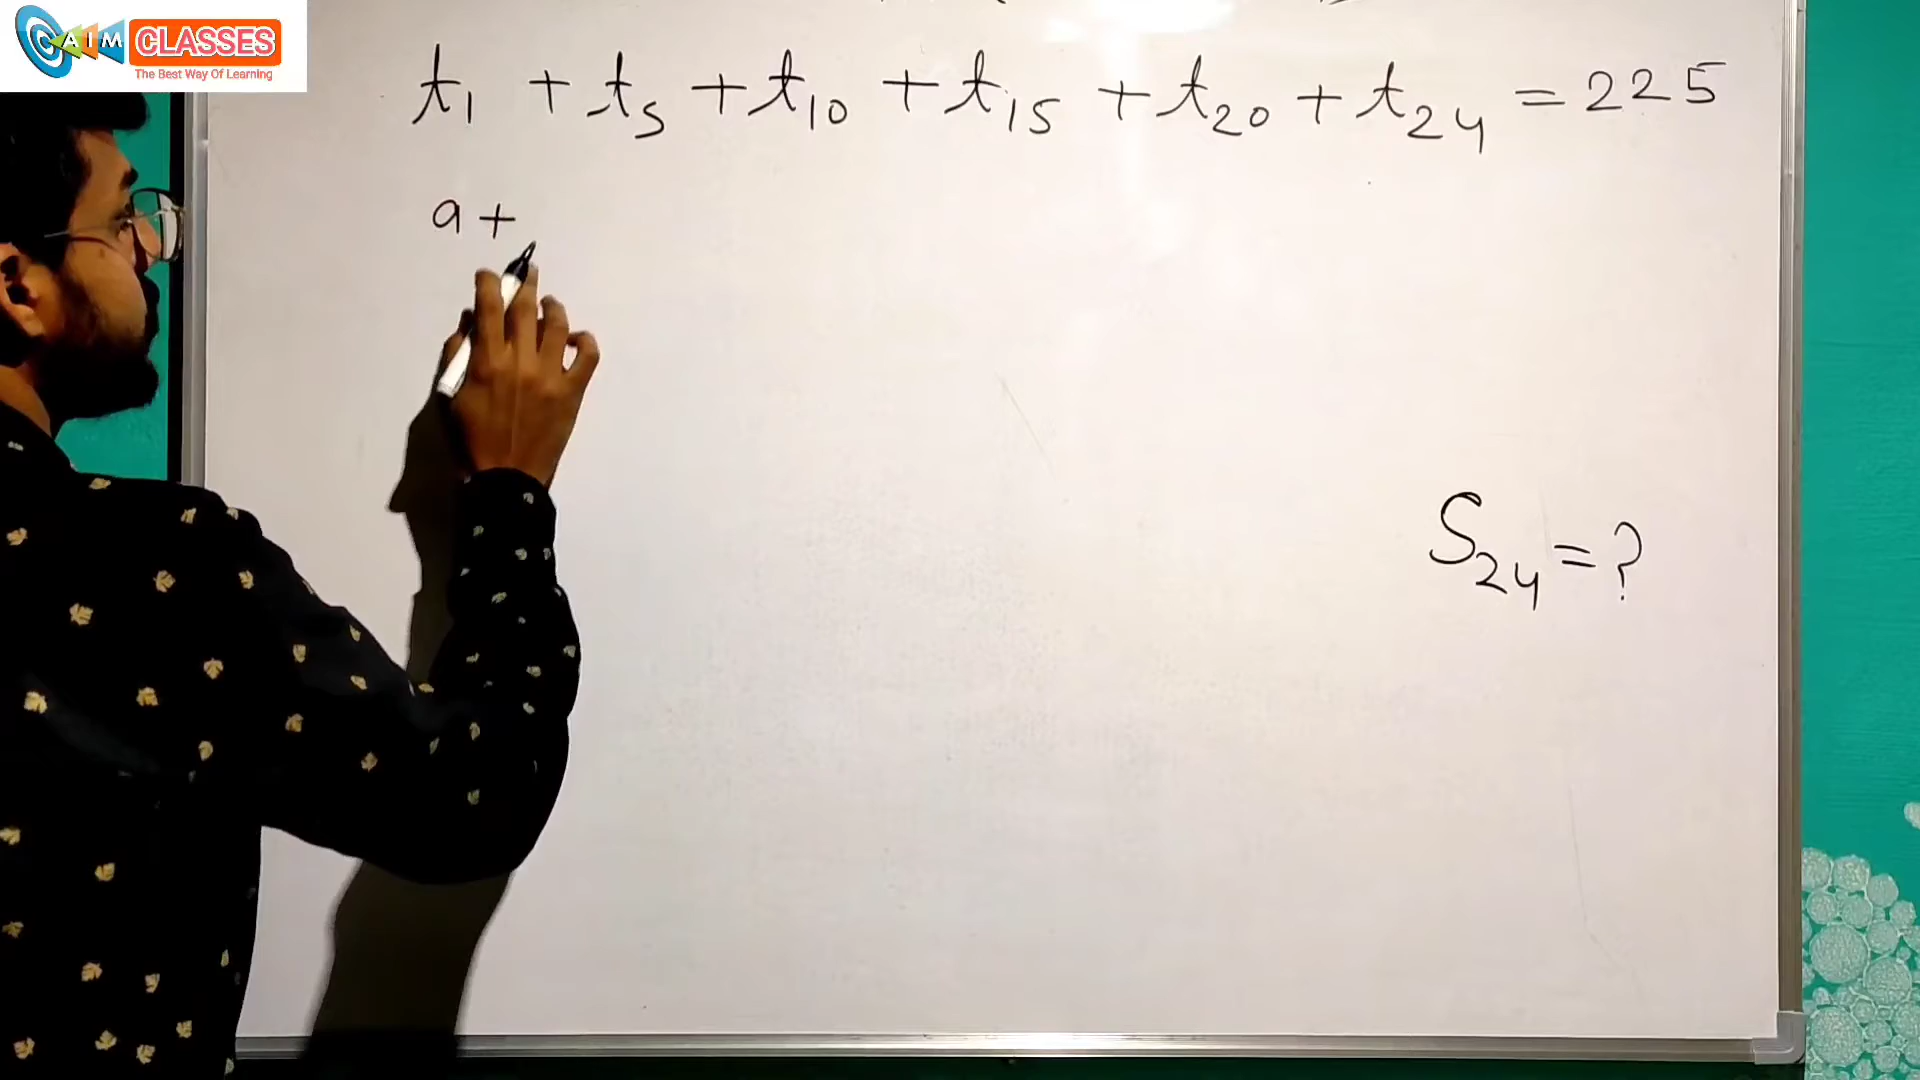 AIM CLASSES
The Best Way Of Learning
t₁ + t₅ + t₁₀ + t₁₅ + t₂₀ + t₂₄ = 225
a +
S₂₄ = ?